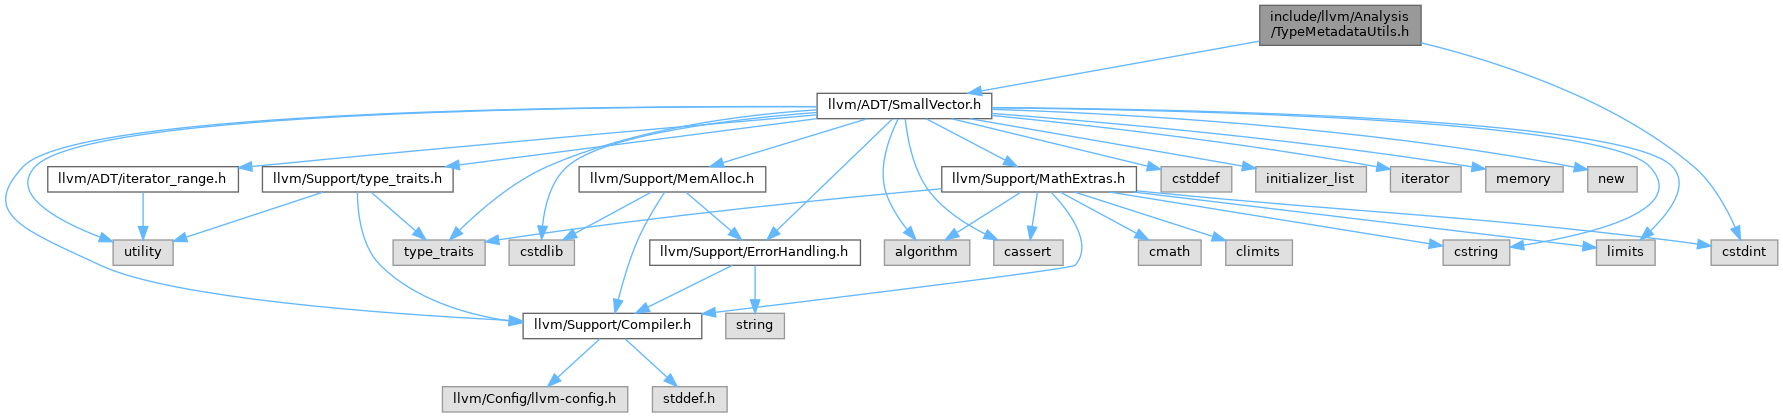 include/llvm/Analysis
/TypeMetadataUtils.h
llvm/ADT/SmallVector.h
llvm/ADT/iterator_range.h
llvm/Support/type_traits.h
llvm/Support/MemAlloc.h
llvm/Support/MathExtras.h
cstddef
initializer_list
iterator
memory
new
utility
type_traits
cstdlib
llvm/Support/ErrorHandling.h
algorithm
cassert
cmath
climits
cstring
limits
cstdint
llvm/Support/Compiler.h
string
llvm/Config/llvm-config.h
stddef.h